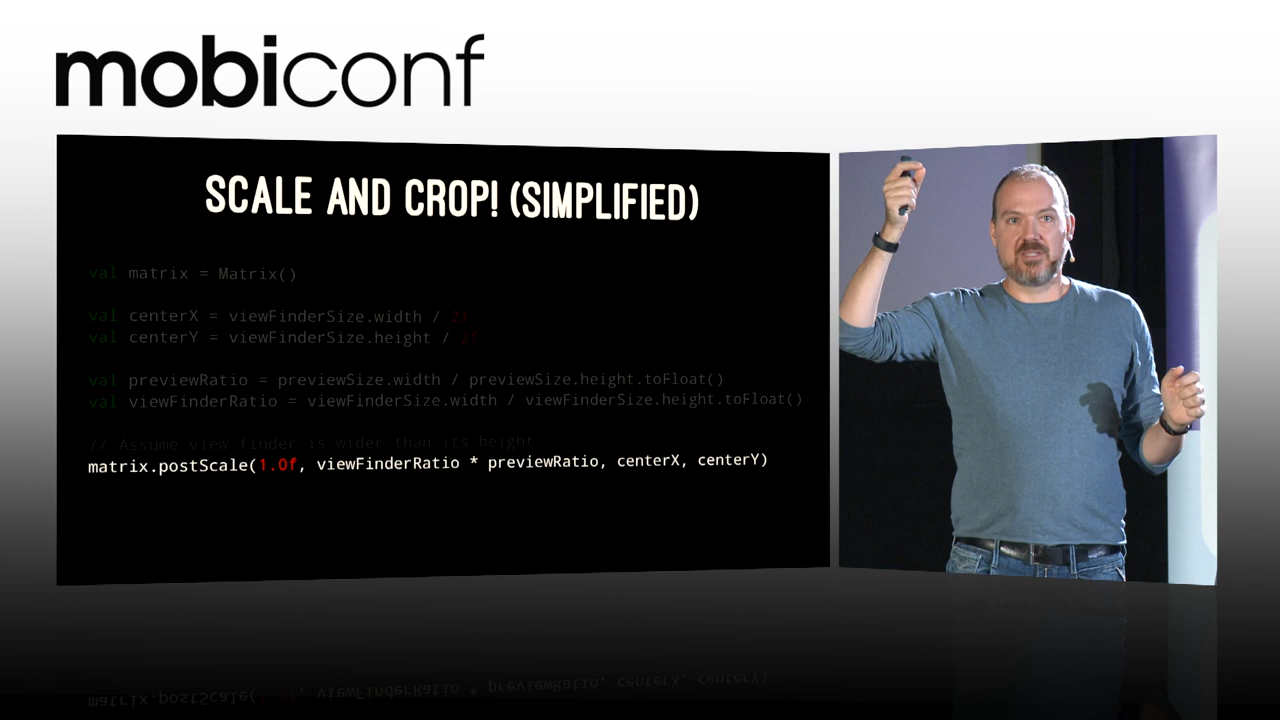 mobiconf
SCALE AND CROP! (SIMPLIFIED)
val matrix = Matrix()
val centerX = viewFinderSize.width / 2f
val centerY = viewFinderSize.height / 2f
val previewRatio = previewSize.width / previewSize.height.toFloat()
val viewFinderRatio = viewFinderSize.width / viewFinderSize.height.toFloat()
// Assume view finder is wider than its height
matrix.postScale(1.0f, viewFinderRatio * previewRatio, centerX, centerY)